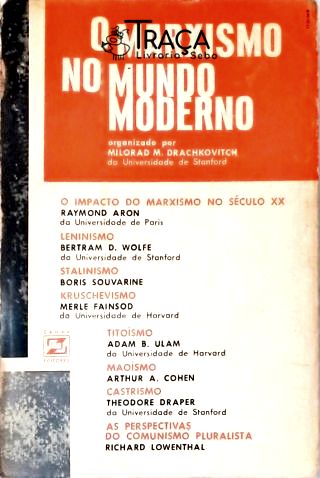 O MARXISMO
TRAÇA
Livraria Sebo
NO MUNDO
MODERNO
organizado por
MILORAD M. DRACHKOVITCH
da Universidade de Stanford
O IMPACTO DO MARXISMO NO SÉCULO XX
RAYMOND ARON
da Universidade de Paris
LENINISMO
BERTRAM D. WOLFE
da Universidade de Stanford
STALINISMO
BORIS SOUVARINE
KRUSCHEVISMO
MERLE FAINSOD
da Universidade de Harvard
TITOÍSMO
ADAM B. ULAM
da Universidade de Harvard
MAOÍSMO
ARTHUR A. COHEN
CASTRISMO
THEODORE DRAPER
da Universidade de Stanford
AS PERSPECTIVAS
DO COMUNISMO PLURALISTA
RICHARD LOWENTHAL
ZAHAR
EDITORES